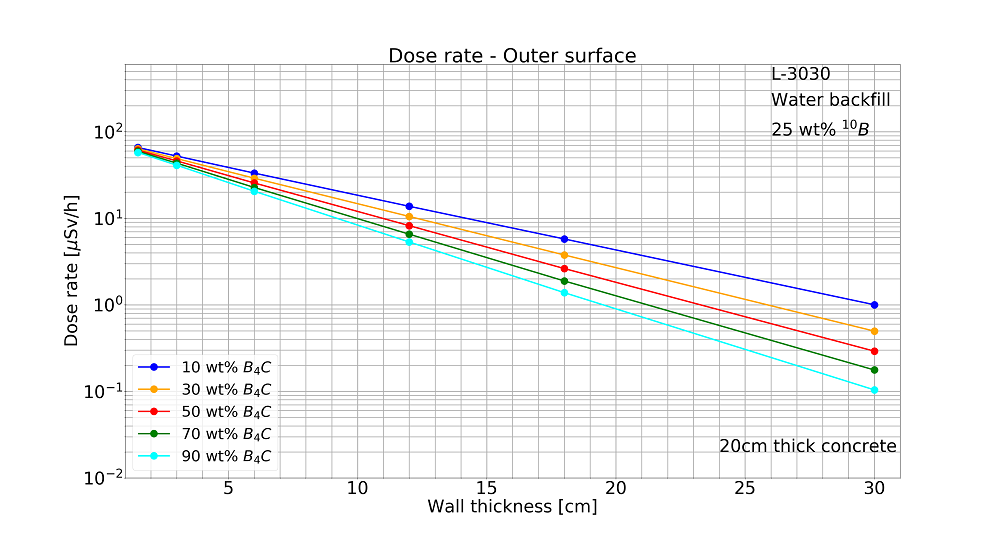 Dose rate - Outer surface
L-3030
Water backfill
25 wt% ¹⁰B
Dose rate [μSv/h]
10²
10¹
10⁰
10⁻¹
10⁻²
10 wt% B₄C
30 wt% B₄C
50 wt% B₄C
70 wt% B₄C
90 wt% B₄C
20cm thick concrete
5 10 15 20 25 30
Wall thickness [cm]